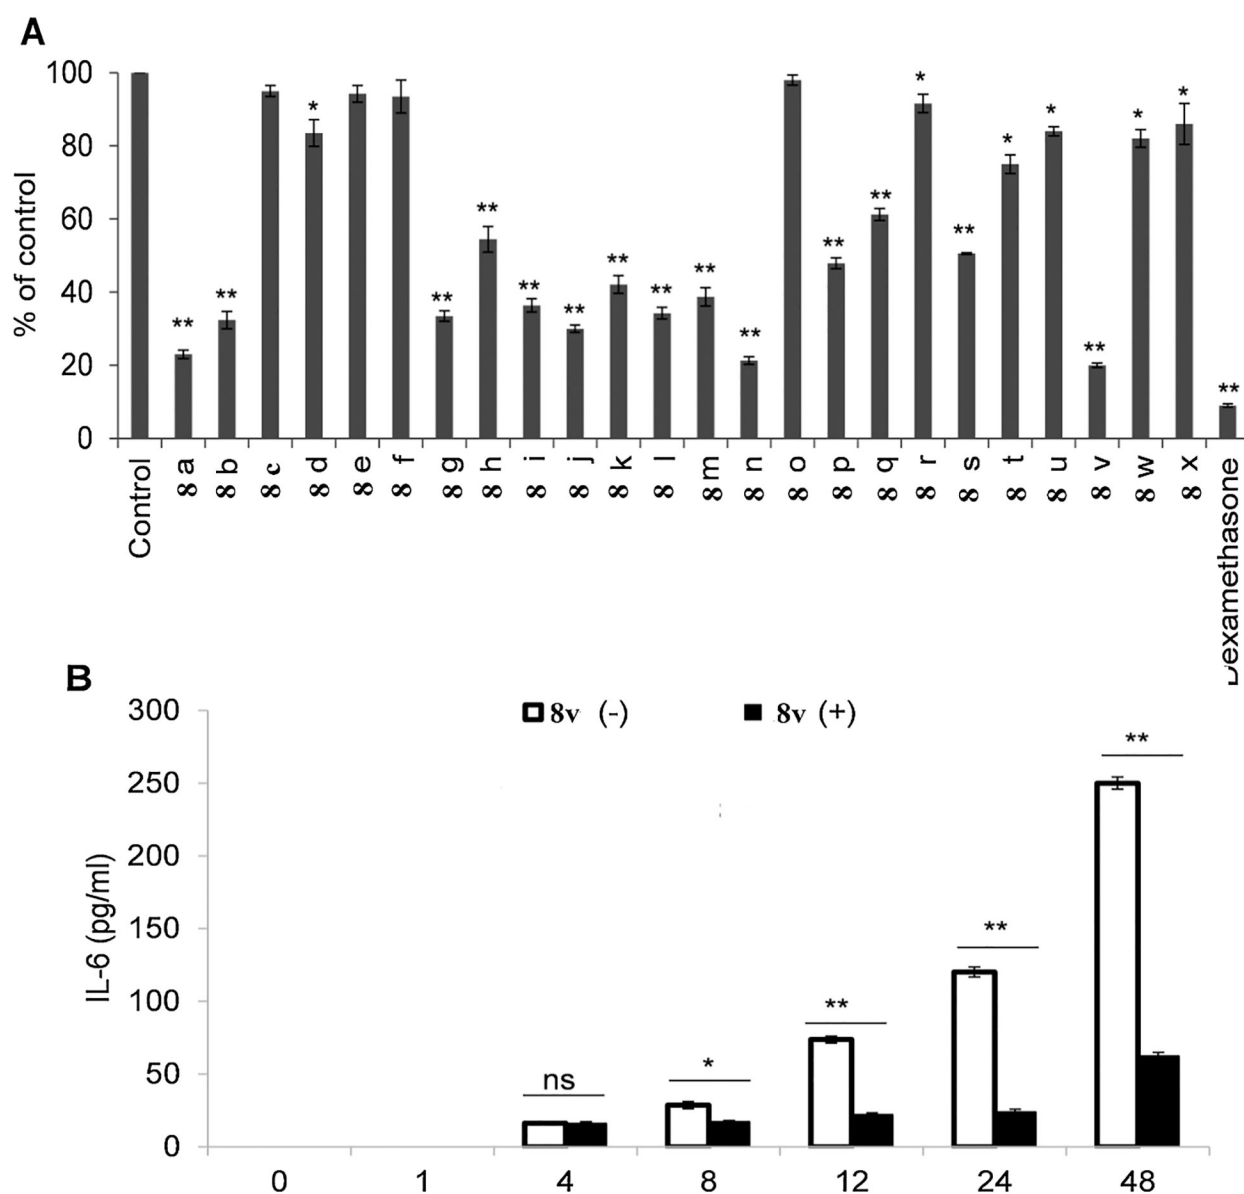 A
% of control
100
80
60
40
20
0
**
**
*
**
**
**
**
**
**
**
**
**
**
*
**
*
*
**
*
*
**
Control
8 a
8 b
8 c
8 d
8 e
8 f
8 g
8 h
8 i
8 j
8 k
8 l
8 m
8 n
8 o
8 p
8 q
8 r
8 s
8 t
8 u
8 v
8 w
8 x
Dexamethasone
B
8v (-)
8v (+)
IL-6 (pg/ml)
300
250
200
150
100
50
0
ns
*
**
**
**
0 1 4 8 12 24 48